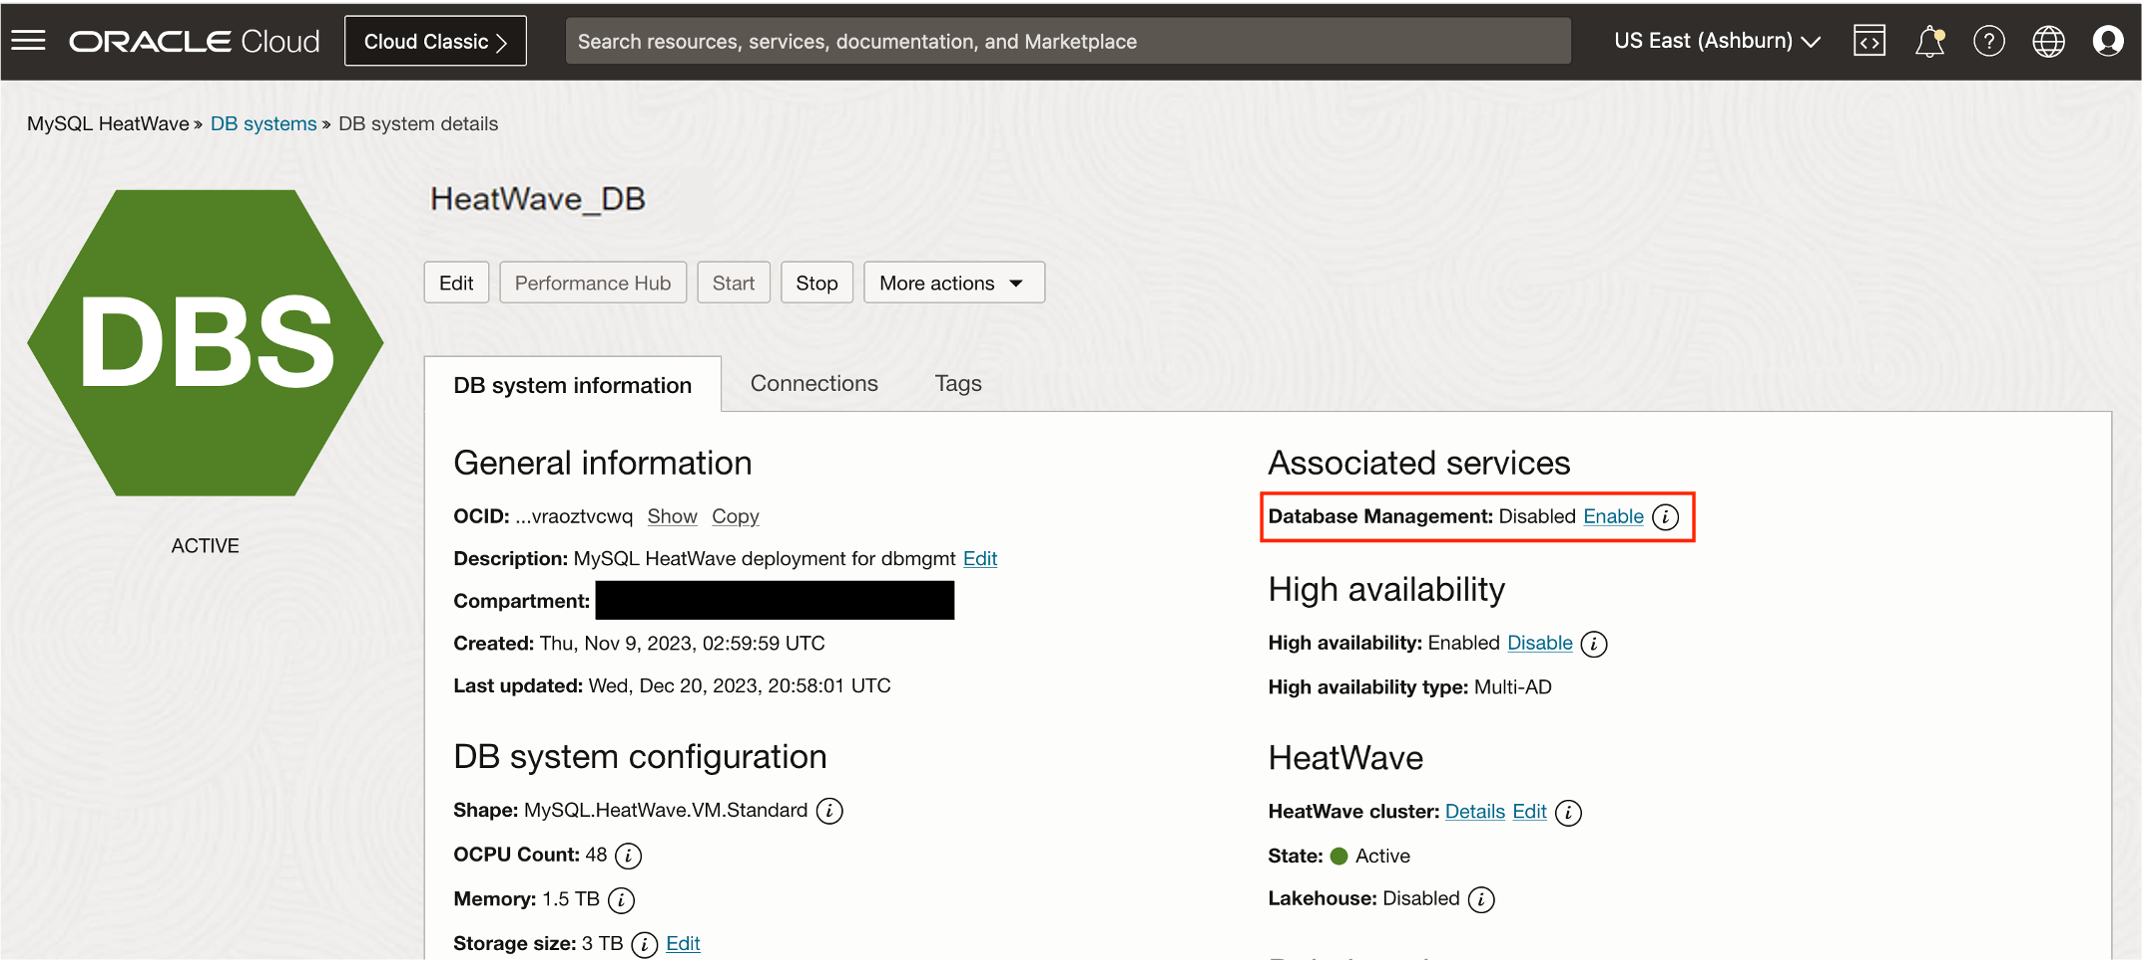 ORACLE Cloud
Cloud Classic
Search resources, services, documentation, and Marketplace
US East (Ashburn)
MySQL HeatWave » DB systems » DB system details
DBS
ACTIVE
HeatWave_DB
Edit
Performance Hub
Start
Stop
More actions
DB system information
Connections
Tags
General information
OCID: ...vraoztvcwq Show Copy
Description: MySQL HeatWave deployment for dbmgmt Edit
Compartment:
Created: Thu, Nov 9, 2023, 02:59:59 UTC
Last updated: Wed, Dec 20, 2023, 20:58:01 UTC
DB system configuration
Shape: MySQL.HeatWave.VM.Standard
OCPU Count: 48
Memory: 1.5 TB
Storage size: 3 TB Edit
Associated services
Database Management: Disabled Enable
High availability
High availability: Enabled Disable
High availability type: Multi-AD
HeatWave
HeatWave cluster: Details Edit
State: Active
Lakehouse: Disabled